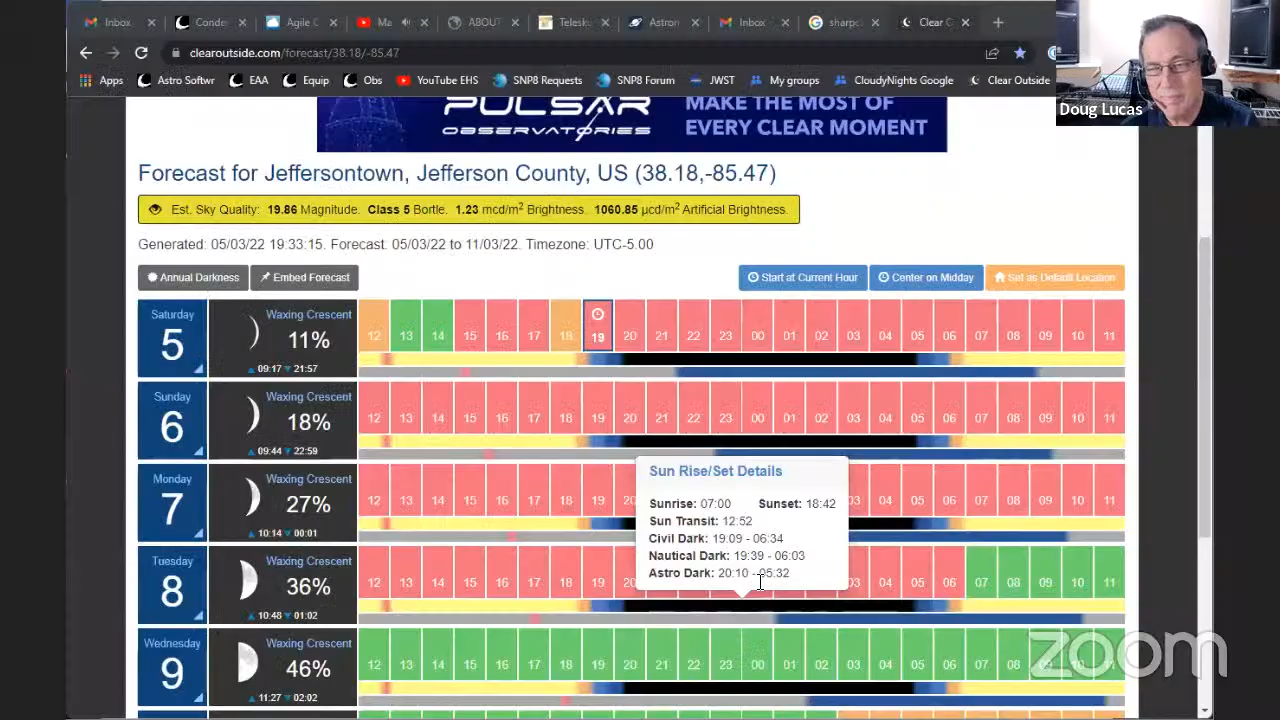 Inbox Conder Agile C Ma ABOUT Telesku Astron Inbox sharpc Clear C
clearoutside.com/forecast/38.18/-85.47
Apps Astro Softwr EAA Equip Obs YouTube EHS SNP8 Requests SNP8 Forum JWST My groups CloudyNights Google Clear Outside
Doug Lucas
PULSAR
OBSERVATORIES
MAKE THE MOST OF
EVERY CLEAR MOMENT
Forecast for Jeffersontown, Jefferson County, US (38.18,-85.47)
Est. Sky Quality: 19.86 Magnitude. Class 5 Bortle. 1.23 mcd/m² Brightness. 1060.85 μcd/m² Artificial Brightness.
Generated: 05/03/22 19:33:15. Forecast: 05/03/22 to 11/03/22. Timezone: UTC-5.00
Annual Darkness Embed Forecast Start at Current Hour Center on Midday Set as Default Location
Saturday
5
Waxing Crescent
11%
09:17 21:57
12 13 14 15 16 17 18 19 20 21 22 23 00 01 02 03 04 05 06 07 08 09 10 11
Sunday
6
Waxing Crescent
18%
09:44 22:59
12 13 14 15 16 17 18 19 20 21 22 23 00 01 02 03 04 05 06 07 08 09 10 11
Monday
7
Waxing Crescent
27%
10:14 00:01
12 13 14 15 16 17 18 19 20 03 04 05 06 07 08 09 10 11
Sun Rise/Set Details
Sunrise: 07:00 Sunset: 18:42
Sun Transit: 12:52
Civil Dark: 19:09 - 06:34
Nautical Dark: 19:39 - 06:03
Astro Dark: 20:10 - 05:32
Tuesday
8
Waxing Crescent
36%
10:48 01:02
12 13 14 15 16 17 18 19 20 03 04 05 06 07 08 09 10 11
Wednesday
9
Waxing Crescent
46%
11:27 02:02
12 13 14 15 16 17 18 19 20 21 22 23 00 01 02 03 04 05 06 07 08 09 10 11
zoom